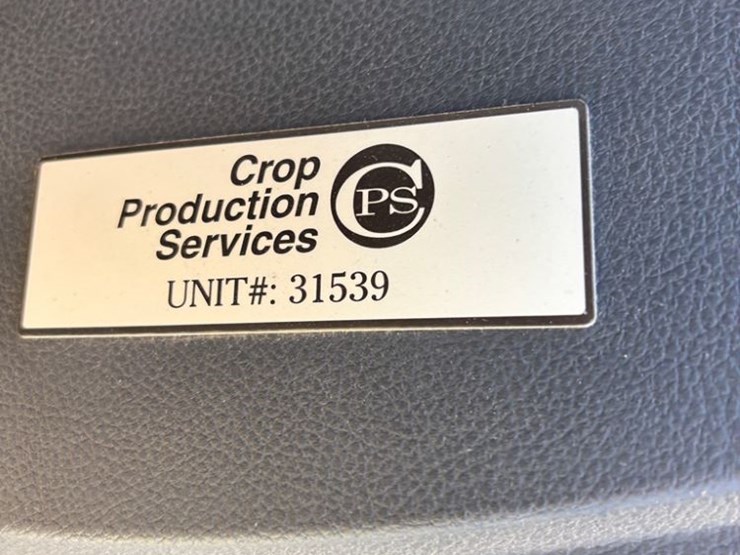 Crop
Production
Services
CPS
UNIT#: 31539